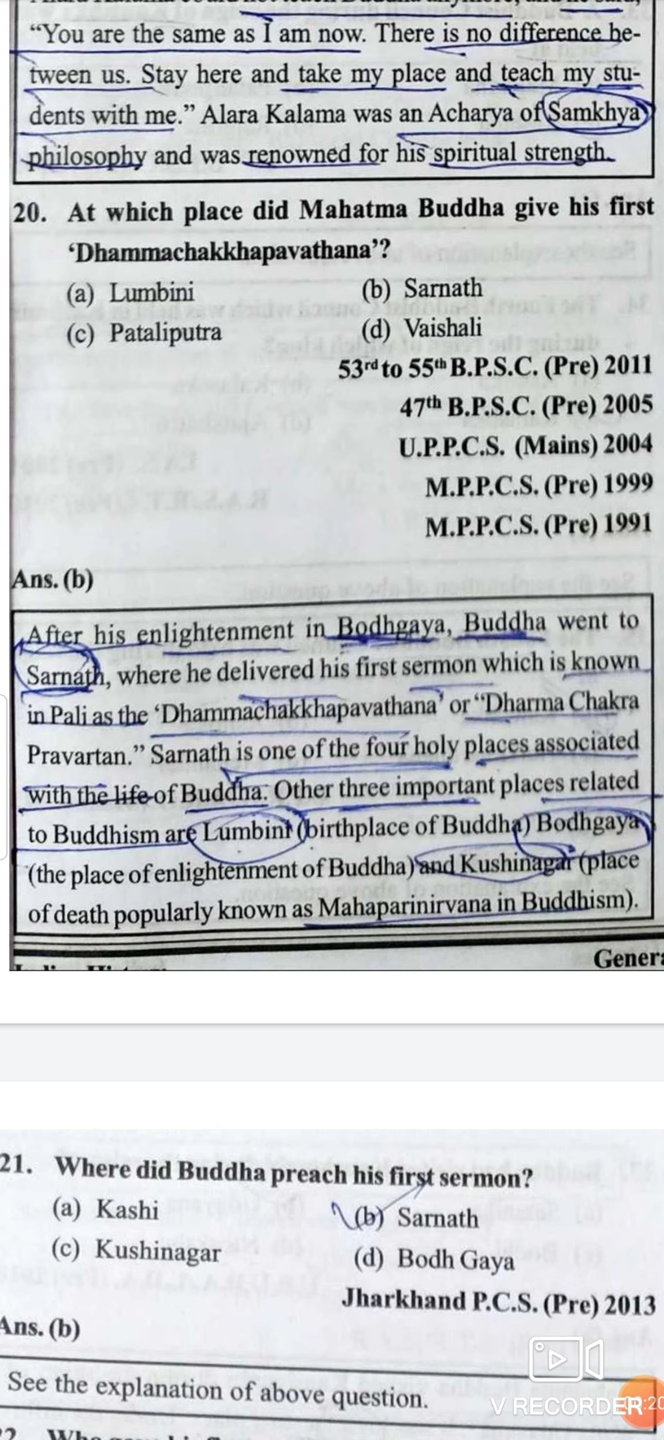 “You are the same as I am now. There is no difference be-
tween us. Stay here and take my place and teach my stu-
dents with me.” Alara Kalama was an Acharya of Samkhya
philosophy and was renowned for his spiritual strength.
20. At which place did Mahatma Buddha give his first
‘Dhammachakkhapavathana’?
(a) Lumbini (b) Sarnath
(c) Pataliputra (d) Vaishali
53rd to 55th B.P.S.C. (Pre) 2011
47th B.P.S.C. (Pre) 2005
U.P.P.C.S. (Mains) 2004
M.P.P.C.S. (Pre) 1999
M.P.P.C.S. (Pre) 1991
Ans. (b)
After his enlightenment in Bodhgaya, Buddha went to
Sarnath, where he delivered his first sermon which is known
in Pali as the ‘Dhammachakkhapavathana’ or “Dharma Chakra
Pravartan.” Sarnath is one of the four holy places associated
with the life of Buddha. Other three important places related
to Buddhism are Lumbini (birthplace of Buddha) Bodhgaya
(the place of enlightenment of Buddha) and Kushinagar (place
of death popularly known as Mahaparinirvana in Buddhism).
Genera
21. Where did Buddha preach his first sermon?
(a) Kashi (b) Sarnath
(c) Kushinagar (d) Bodh Gaya
Jharkhand P.C.S. (Pre) 2013
Ans. (b)
See the explanation of above question.
V RECORDER